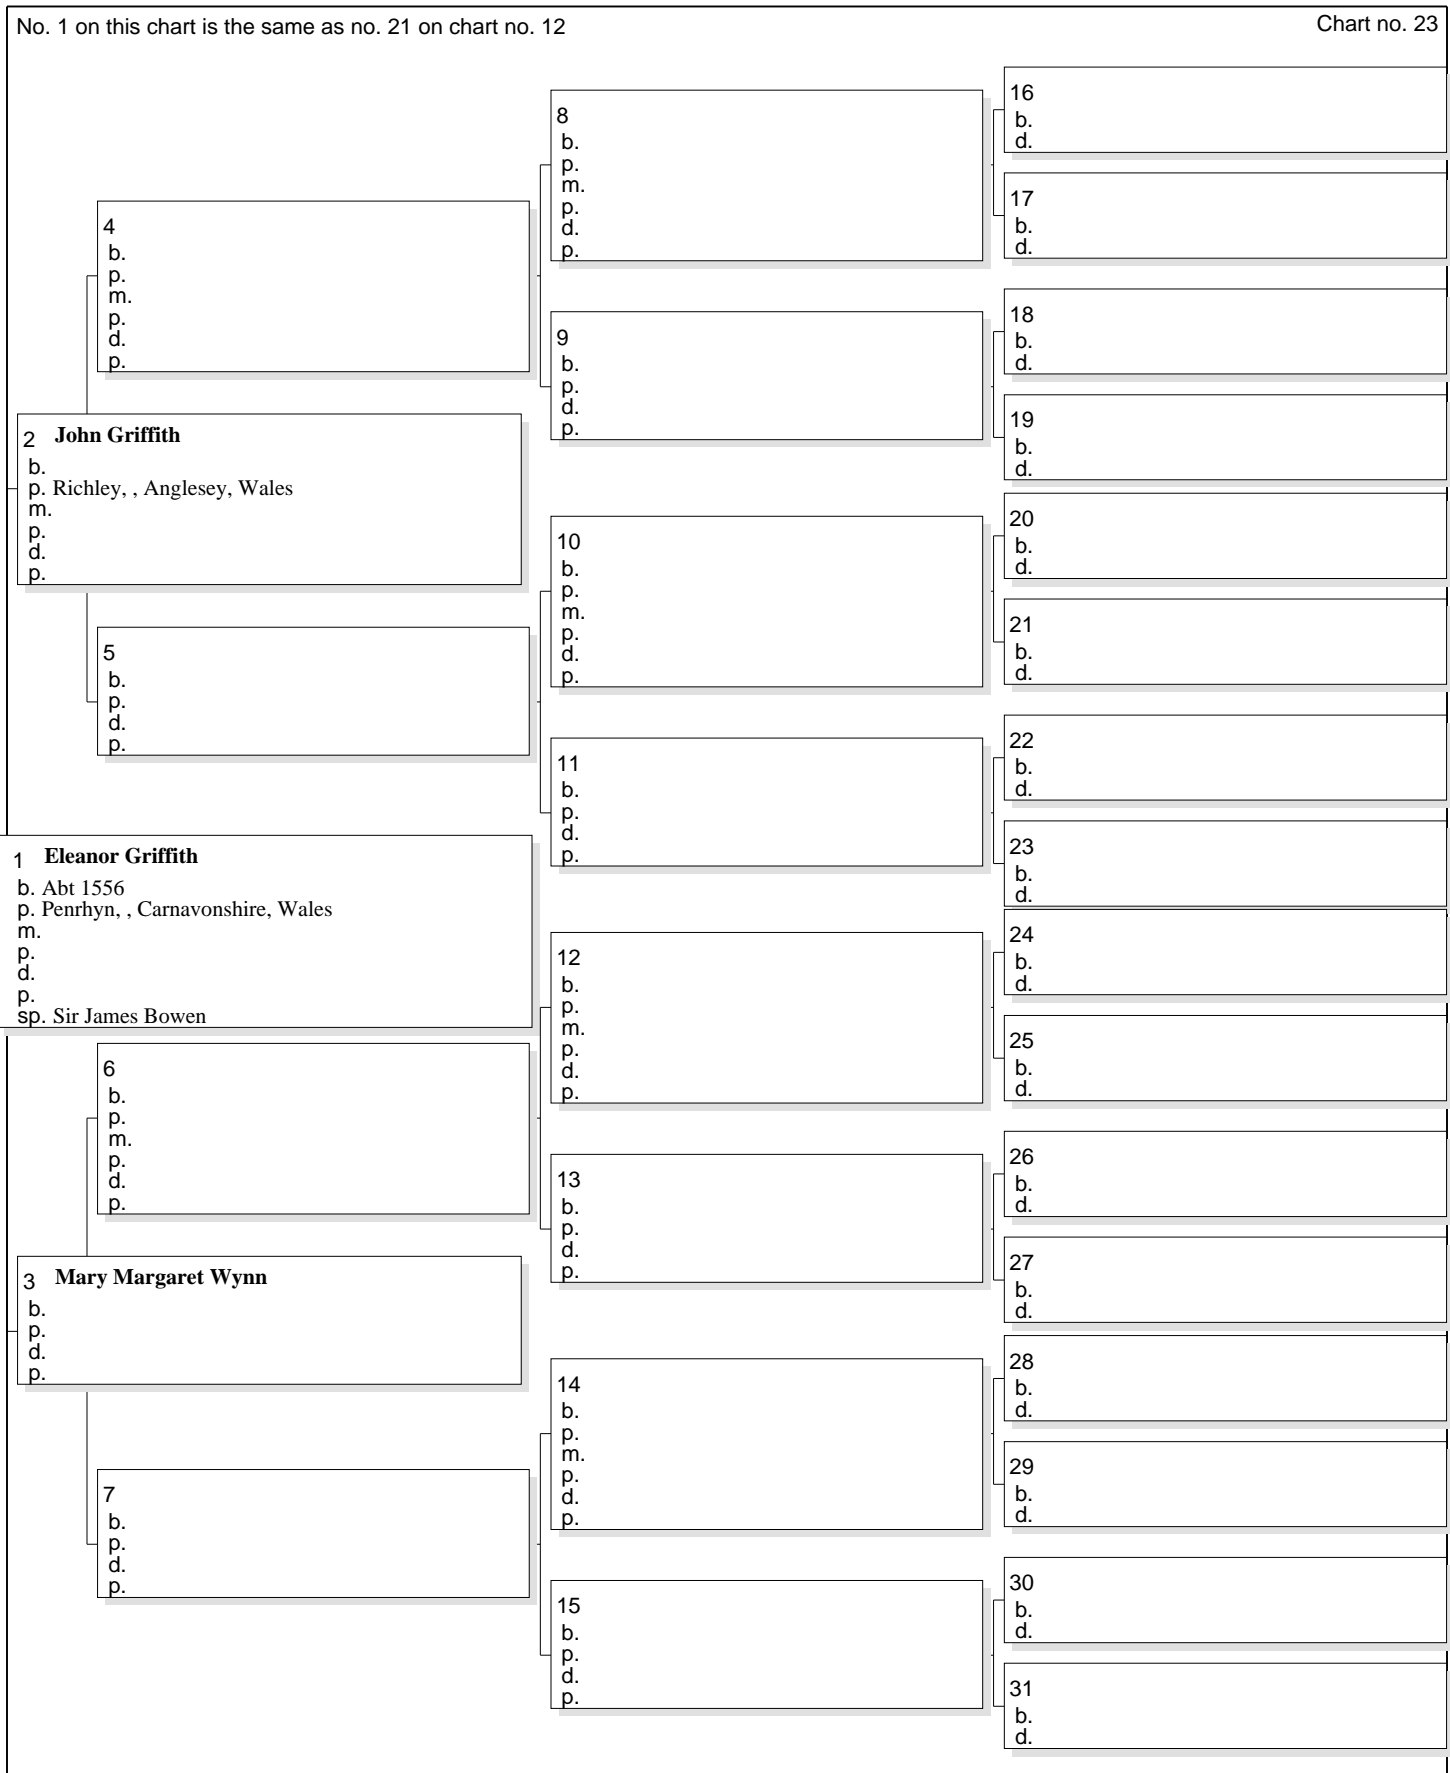 No. 1 on this chart is the same as no. 21 on chart no. 12
Chart no. 23
4
b.
p.
m.
p.
d.
p.
2 John Griffith
b.
p. Richley, , Anglesey, Wales
m.
p.
d.
p.
5
b.
p.
d.
p.
1 Eleanor Griffith
b. Abt 1556
p. Penrhyn, , Carnavonshire, Wales
m.
p.
d.
p.
sp. Sir James Bowen
6
b.
p.
m.
p.
d.
p.
3 Mary Margaret Wynn
b.
p.
d.
p.
7
b.
p.
d.
p.
8
b.
p.
m.
p.
d.
p.
9
b.
p.
d.
p.
10
b.
p.
m.
p.
d.
p.
11
b.
p.
d.
p.
12
b.
p.
m.
p.
d.
p.
13
b.
p.
d.
p.
14
b.
p.
m.
p.
d.
p.
15
b.
p.
d.
p.
16
b.
d.
17
b.
d.
18
b.
d.
19
b.
d.
20
b.
d.
21
b.
d.
22
b.
d.
23
b.
d.
24
b.
d.
25
b.
d.
26
b.
d.
27
b.
d.
28
b.
d.
29
b.
d.
30
b.
d.
31
b.
d.